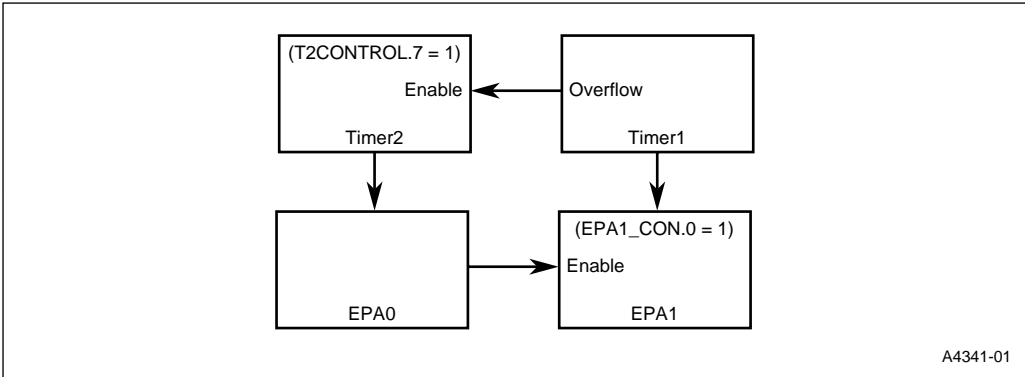 (T2CONTROL.7 = 1)
Enable
Timer2
Overflow
Timer1
EPA0
(EPA1_CON.0 = 1)
Enable
EPA1
A4341-01